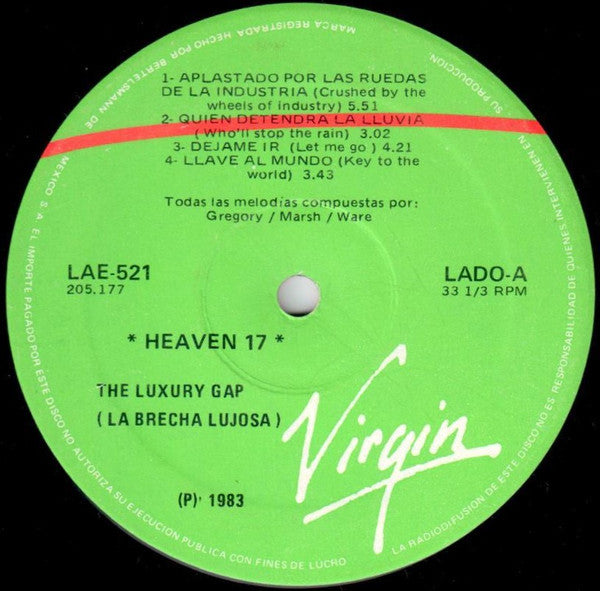 MARCA REGISTRADA HECHO POR BERTELSMANN DE MEXICO S A EL IMPORTE PAGADO POR ESTE DISCO NO AUTORIZA SU EJECUCION PUBLICA CON FINES DE LUCRO
LA RADIODIFUSION DE ESTE DISCO ES RESPONSABILIDAD DE QUIENES INTERVIENEN EN SU PRODUCCION
1- APLASTADO POR LAS RUEDAS
DE LA INDUSTRIA (Crushed by the
wheels of industry) 5.51
2- QUIEN DETENDRA LA LLUVIA
( Who'll stop the rain) 3.02
3- DEJAME IR (Let me go ) 4.21
4- LLAVE AL MUNDO (Key to the
world) 3.43
Todas las melodías compuestas por:
Gregory / Marsh / Ware
LAE-521
205.177
LADO-A
33 1/3 RPM
* HEAVEN 17 *
THE LUXURY GAP
( LA BRECHA LUJOSA )
Virgin
(P)' 1983